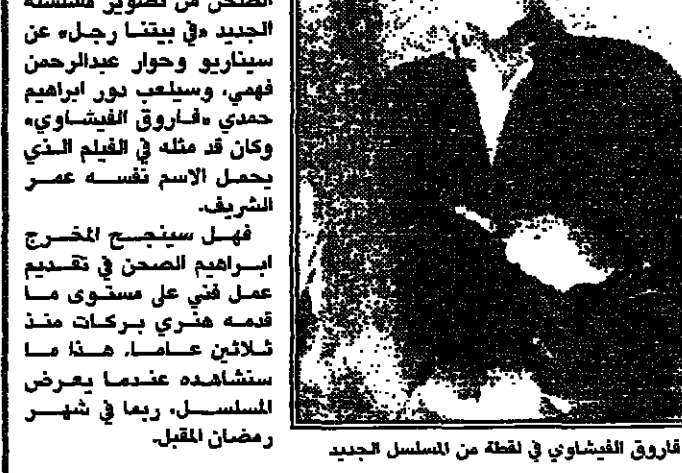 الصحن من تصوير مسلسله
الجديد «في بيتنا رجل» عن
سيناريو وحوار عبدالرحمن
فهمي، وسيلعب دور ابراهيم
حمدي «فاروق الفيشاوي»
وكان قد مثله في الفيلم الذي
يحمل الاسم نفسه عمر
الشريف.
فهل سينجح المخرج
ابراهيم الصحن في تقديم
عمل فني على مستوى ما
قدمه هنري بركات منذ
ثلاثين عاما، هذا ما
سنشاهده عندما يعرض
المسلسل، ربما في شهر
رمضان المقبل.
فاروق الفيشاوي في لقطة من المسلسل الجديد